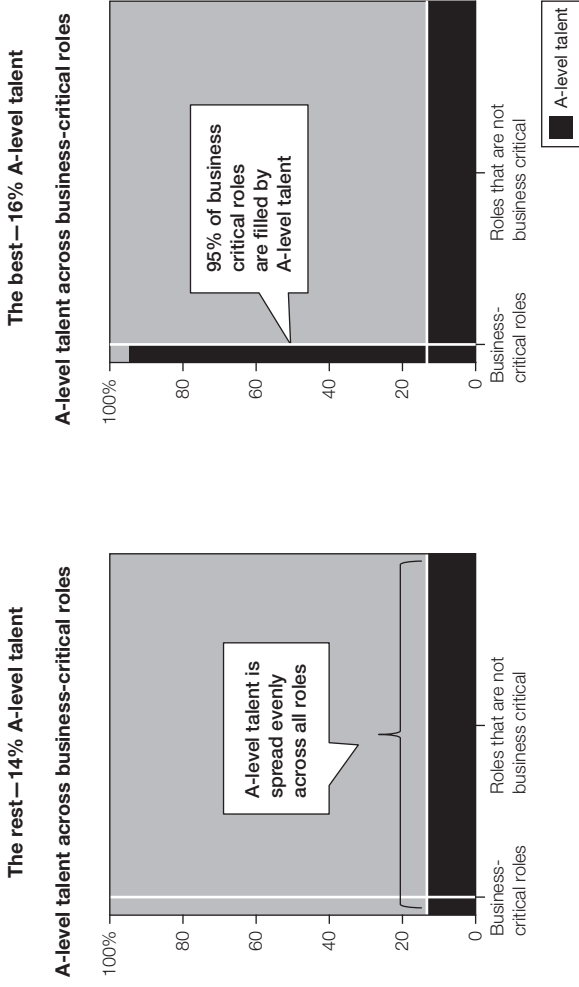 The rest—14% A-level talent
A-level talent across business-critical roles
100%
80
60
40
20
0
A-level talent is
spread evenly
across all roles
Business-
critical roles
Roles that are not
business critical
The best—16% A-level talent
A-level talent across business-critical roles
100%
80
60
40
20
0
95% of business
critical roles
are filled by
A-level talent
Business-
critical roles
Roles that are not
business critical
A-level talent